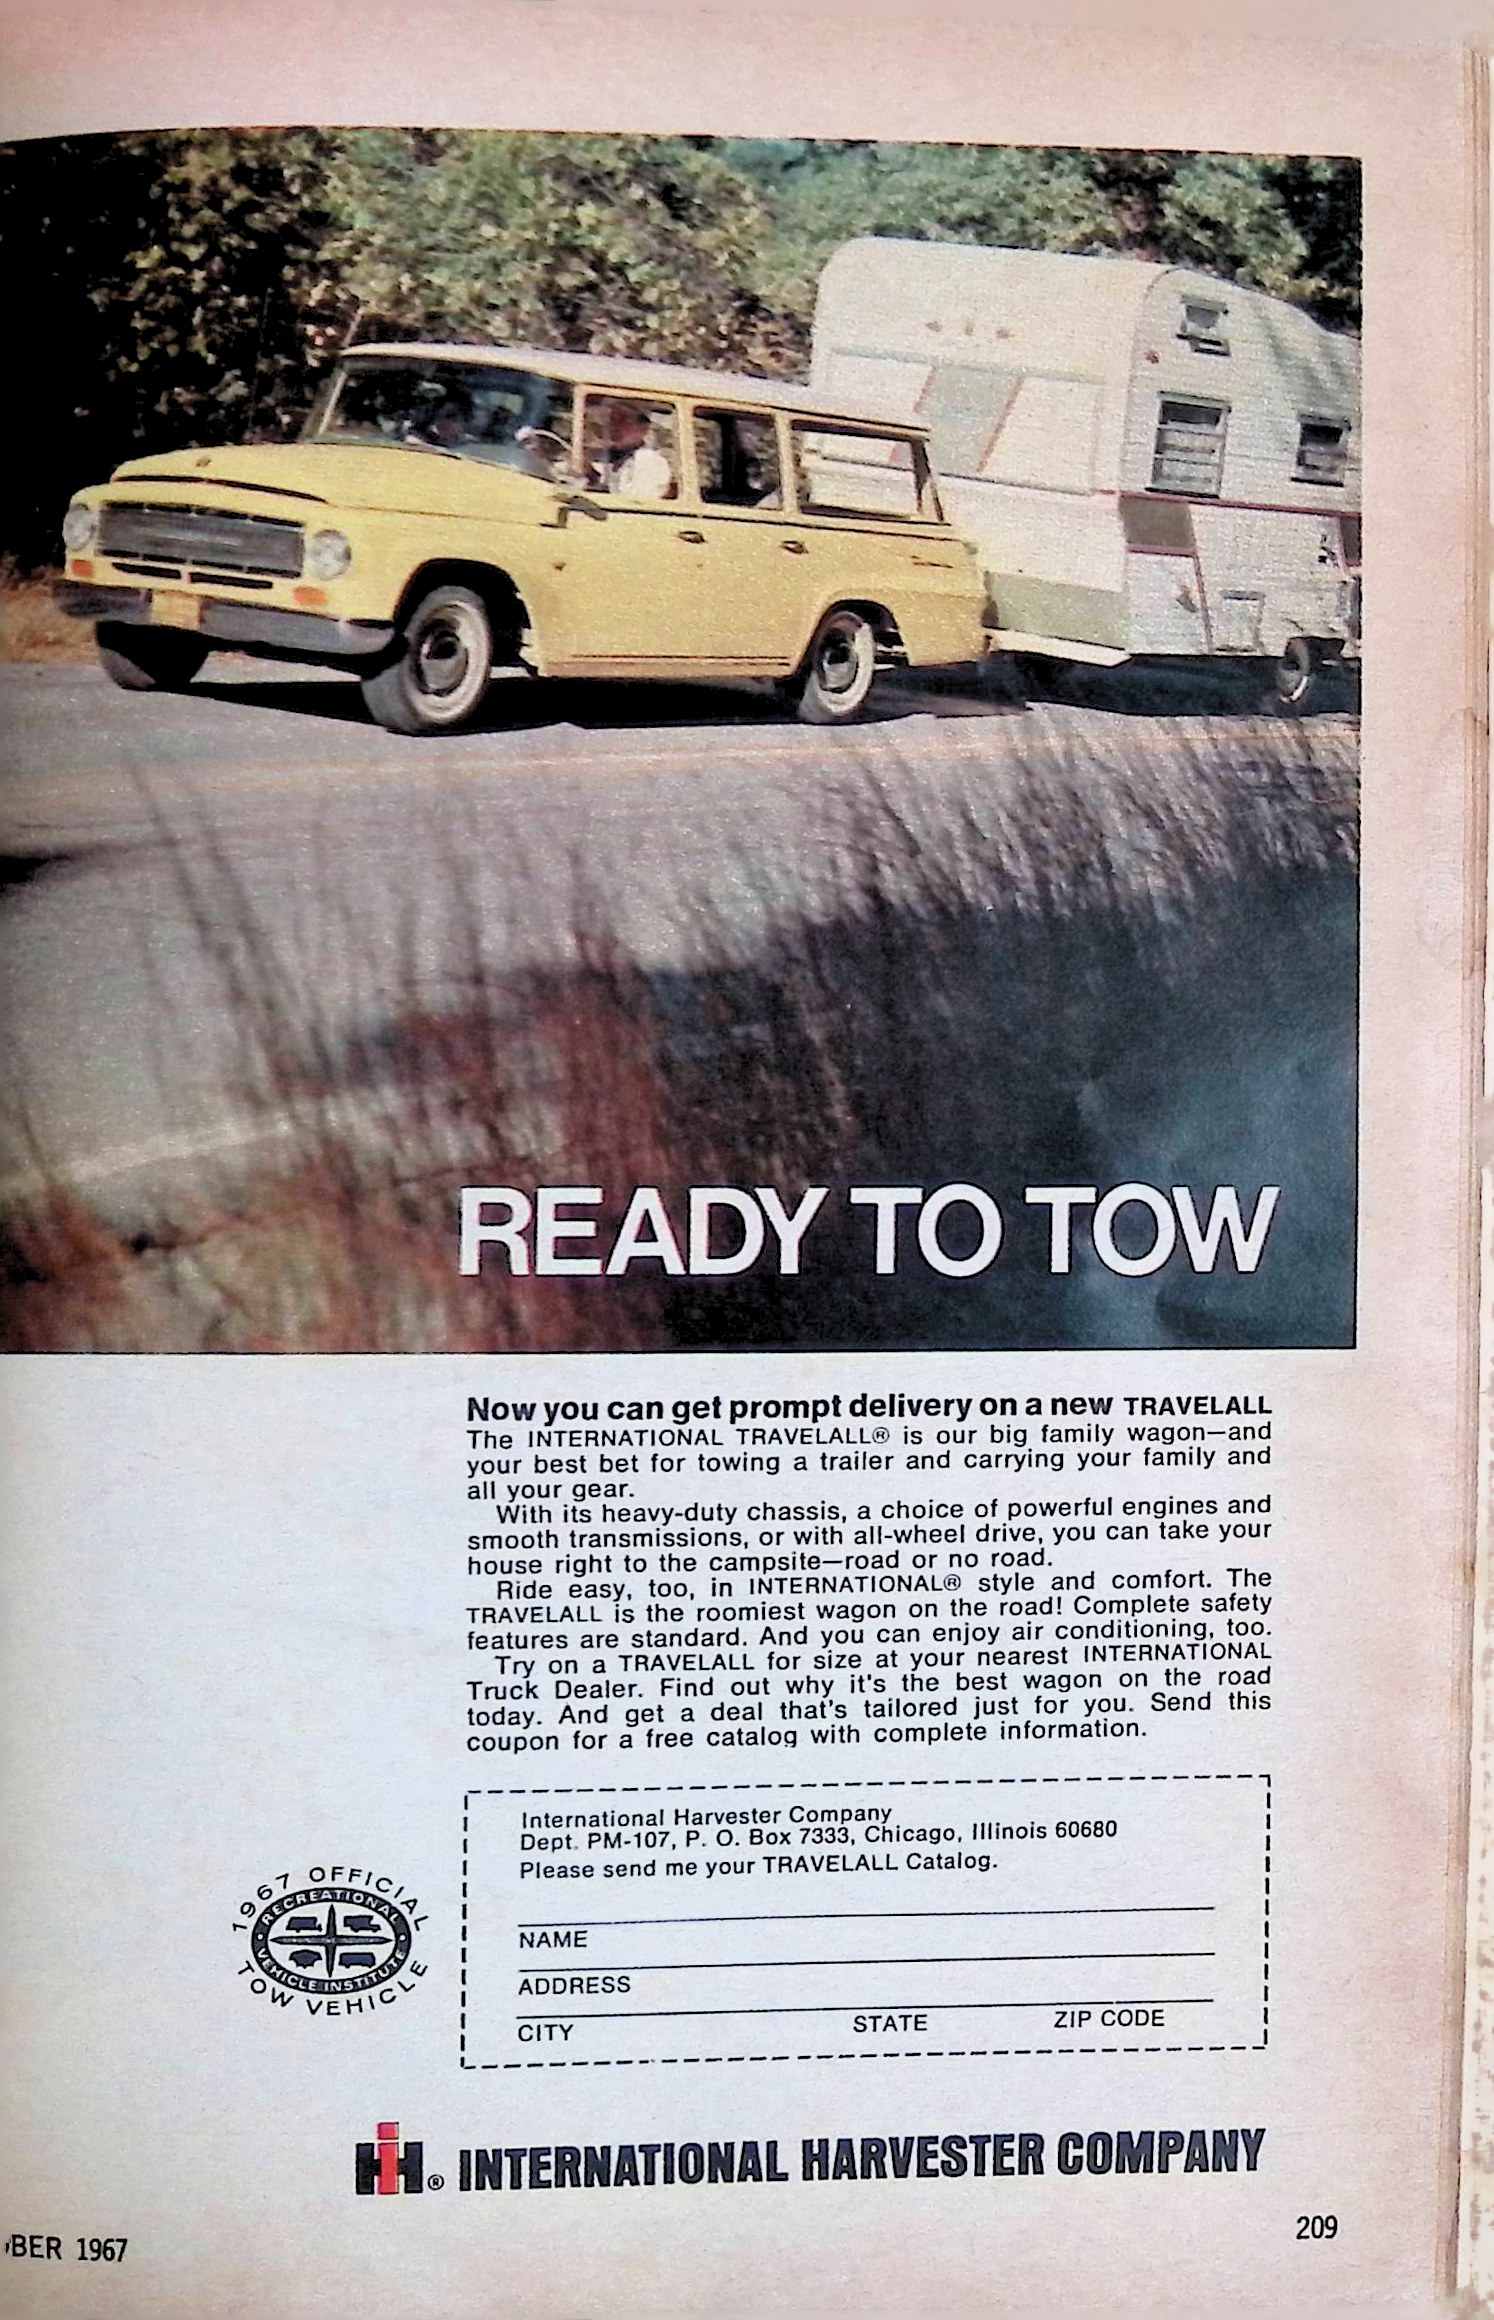 READY TO TOW
Now you can get prompt delivery on a new TRAVELALL
The INTERNATIONAL TRAVELALL® is our big family wagon—and
your best bet for towing a trailer and carrying your family and
all your gear.
With its heavy-duty chassis, a choice of powerful engines and
smooth transmissions, or with all-wheel drive, you can take your
house right to the campsite—road or no road.
Ride easy, too, in INTERNATIONAL® style and comfort. The
TRAVELALL is the roomiest wagon on the road! Complete safety
features are standard. And you can enjoy air conditioning, too.
Try on a TRAVELALL for size at your nearest INTERNATIONAL
Truck Dealer. Find out why it's the best wagon on the road
today. And get a deal that's tailored just for you. Send this
coupon for a free catalog with complete information.
International Harvester Company
Dept. PM-107, P. O. Box 7333, Chicago, Illinois 60680
Please send me your TRAVELALL Catalog.
NAME
ADDRESS
CITY STATE ZIP CODE
1967 OFFICIAL
RECREATIONAL
VEHICLE INSTITUTE
TOW VEHICLE
IH® INTERNATIONAL HARVESTER COMPANY
BER 1967
209